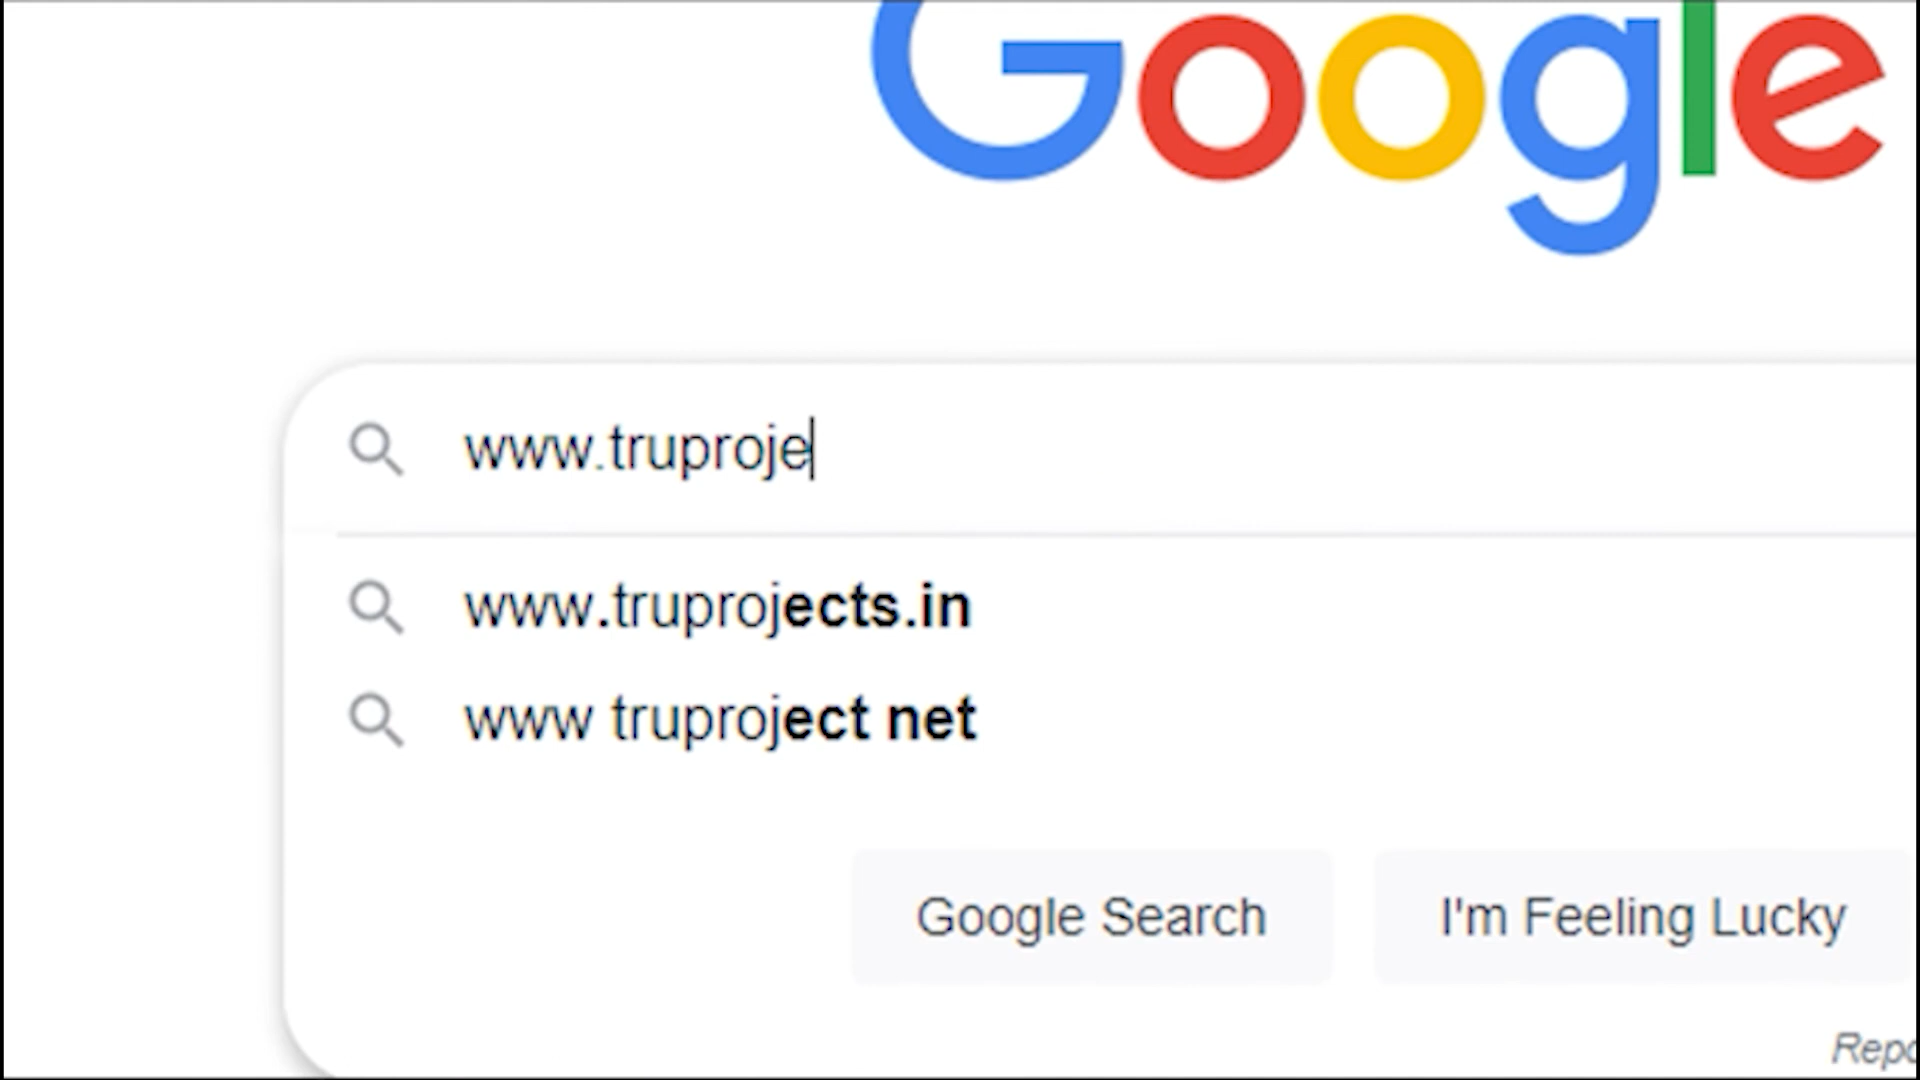 Google
www.truproje
www.truprojects.in
www truproject net
Google Search I'm Feeling Lucky